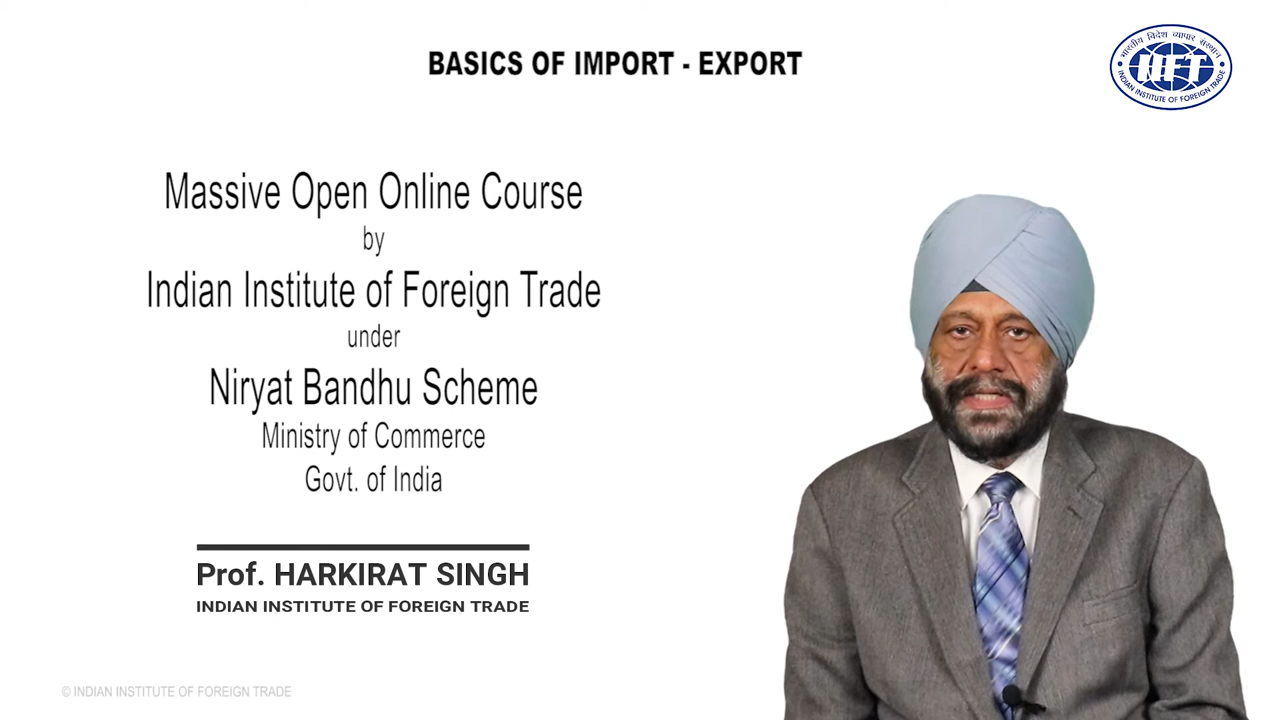 BASICS OF IMPORT - EXPORT
भारतीय विदेश व्यापार संस्थान
IIFT
INDIAN INSTITUTE OF FOREIGN TRADE
Massive Open Online Course
by
Indian Institute of Foreign Trade
under
Niryat Bandhu Scheme
Ministry of Commerce
Govt. of India
Prof. HARKIRAT SINGH
INDIAN INSTITUTE OF FOREIGN TRADE
© INDIAN INSTITUTE OF FOREIGN TRADE